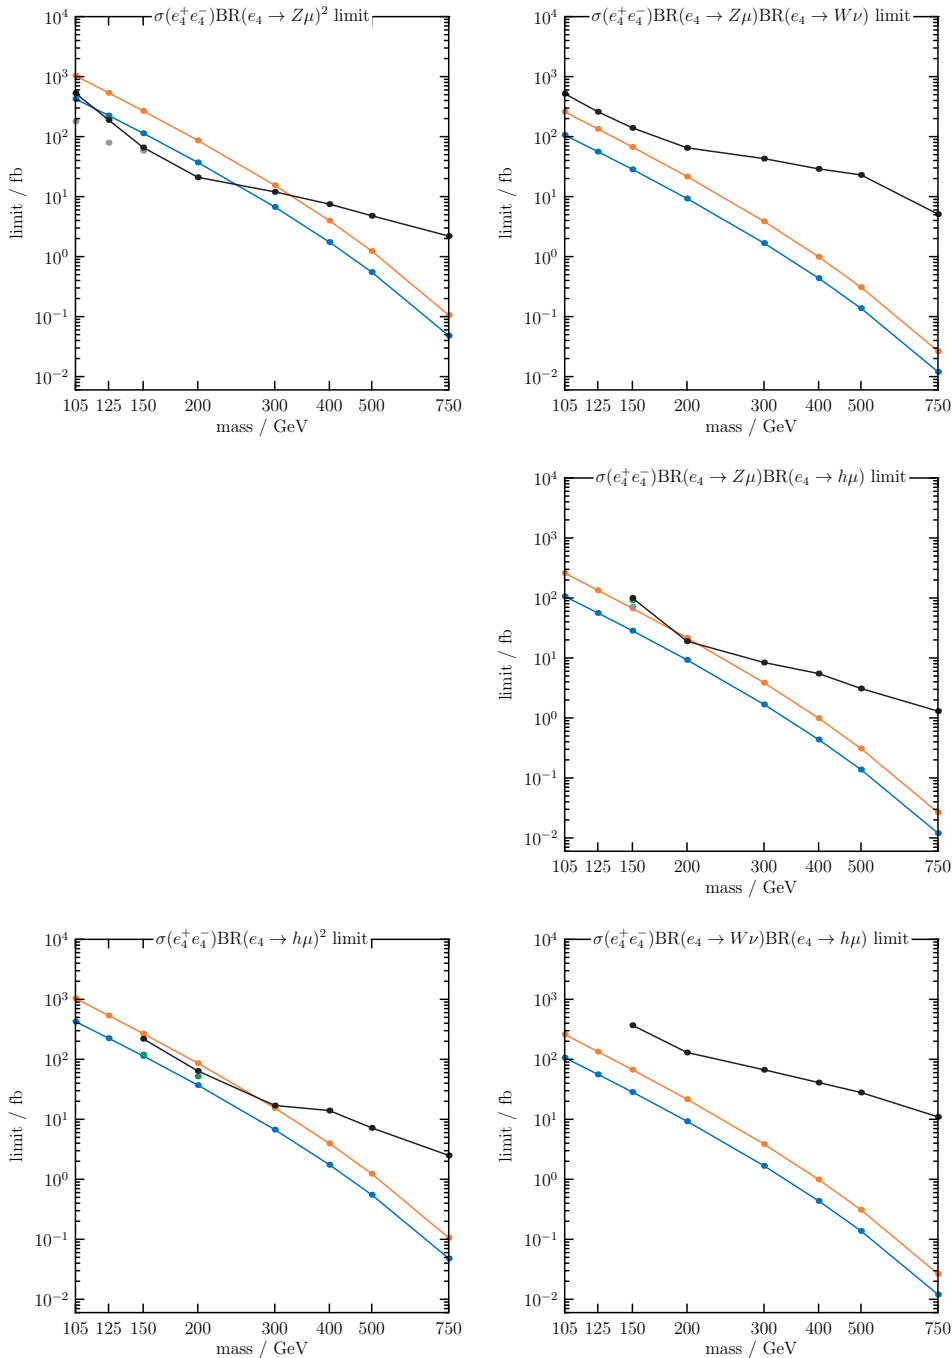 σ(e₄⁺e₄⁻)BR(e₄ → Zμ)² limit
10⁴
10³
10²
10¹
10⁰
10⁻¹
10⁻²
limit / fb
105 125 150 200 300 400 500 750
mass / GeV
σ(e₄⁺e₄⁻)BR(e₄ → Zμ)BR(e₄ → Wν) limit
10⁴
10³
10²
10¹
10⁰
10⁻¹
10⁻²
limit / fb
105 125 150 200 300 400 500 750
mass / GeV
σ(e₄⁺e₄⁻)BR(e₄ → Zμ)BR(e₄ → hμ) limit
10⁴
10³
10²
10¹
10⁰
10⁻¹
10⁻²
limit / fb
105 125 150 200 300 400 500 750
mass / GeV
σ(e₄⁺e₄⁻)BR(e₄ → hμ)² limit
10⁴
10³
10²
10¹
10⁰
10⁻¹
10⁻²
limit / fb
105 125 150 200 300 400 500 750
mass / GeV
σ(e₄⁺e₄⁻)BR(e₄ → Wν)BR(e₄ → hμ) limit
10⁴
10³
10²
10¹
10⁰
10⁻¹
10⁻²
limit / fb
105 125 150 200 300 400 500 750
mass / GeV